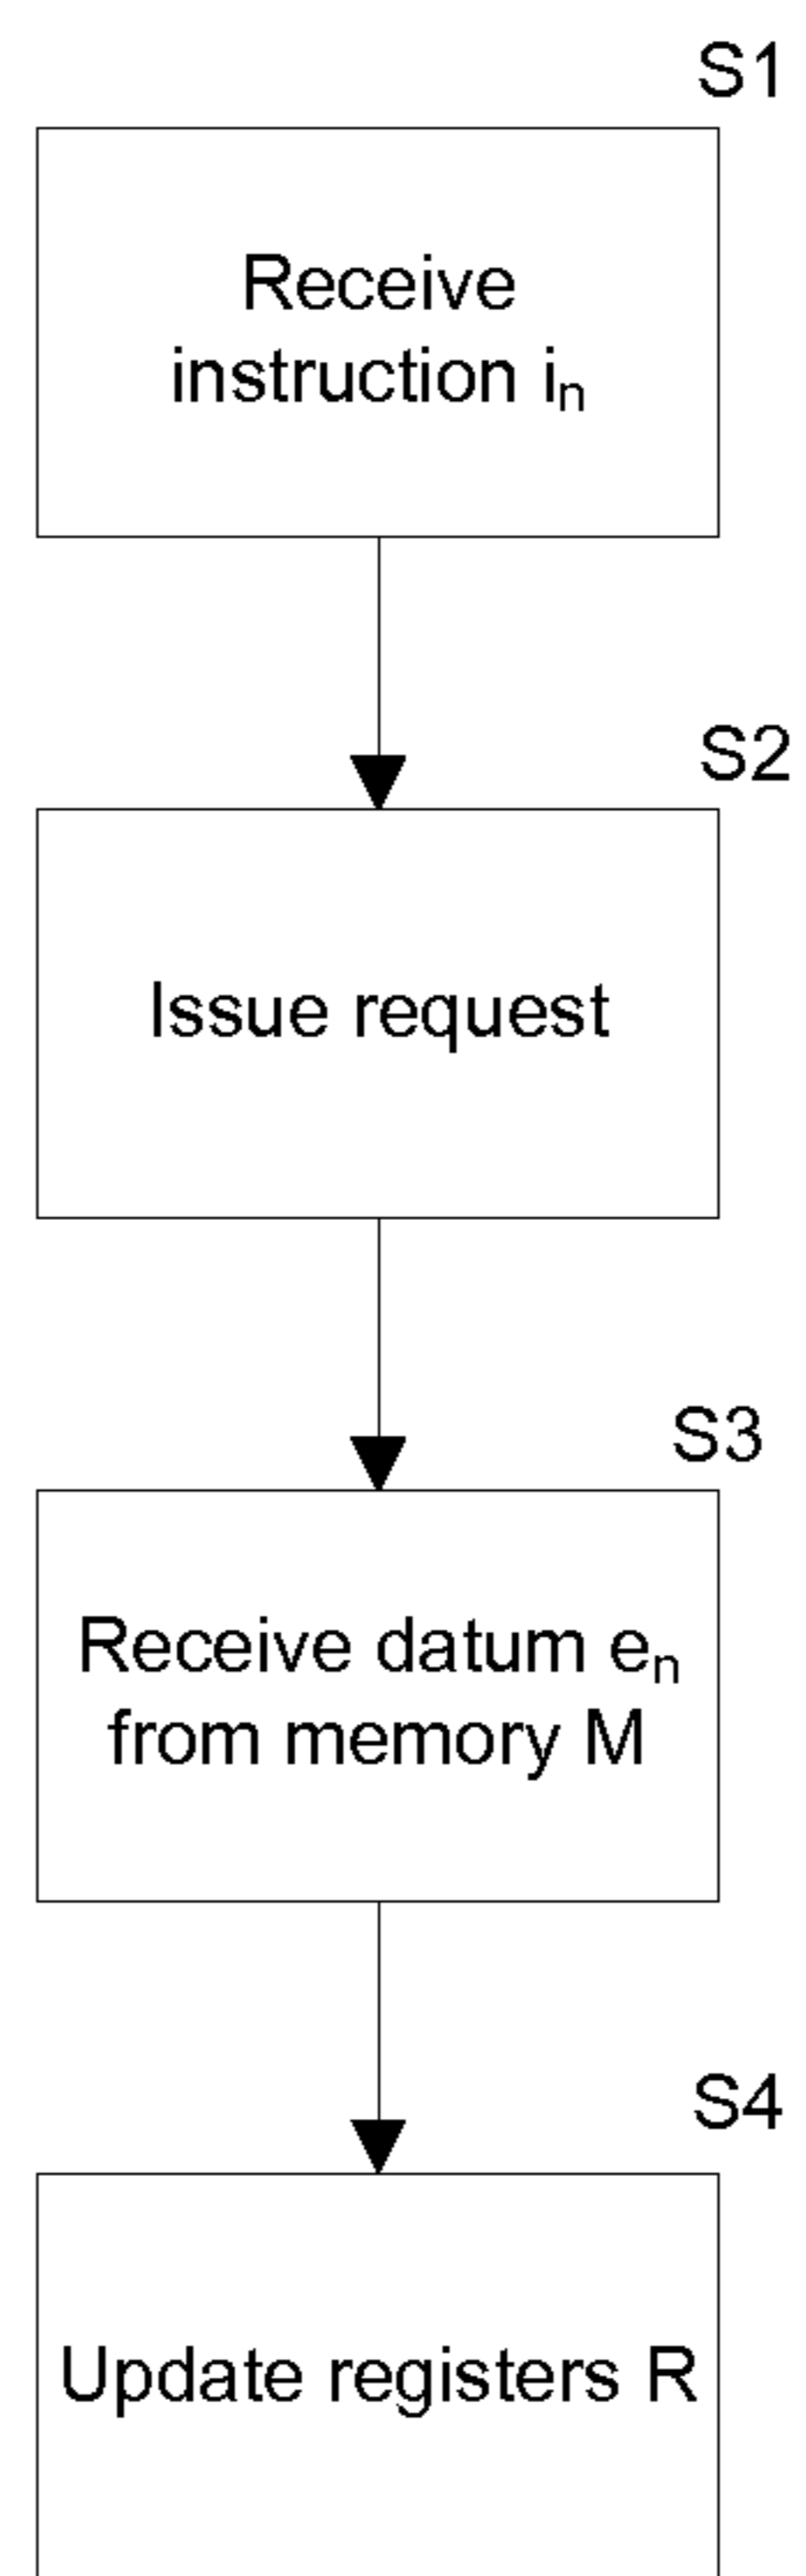 S1
Receive
instruction iₙ
S2
Issue request
S3
Receive datum eₙ
from memory M
S4
Update registers R